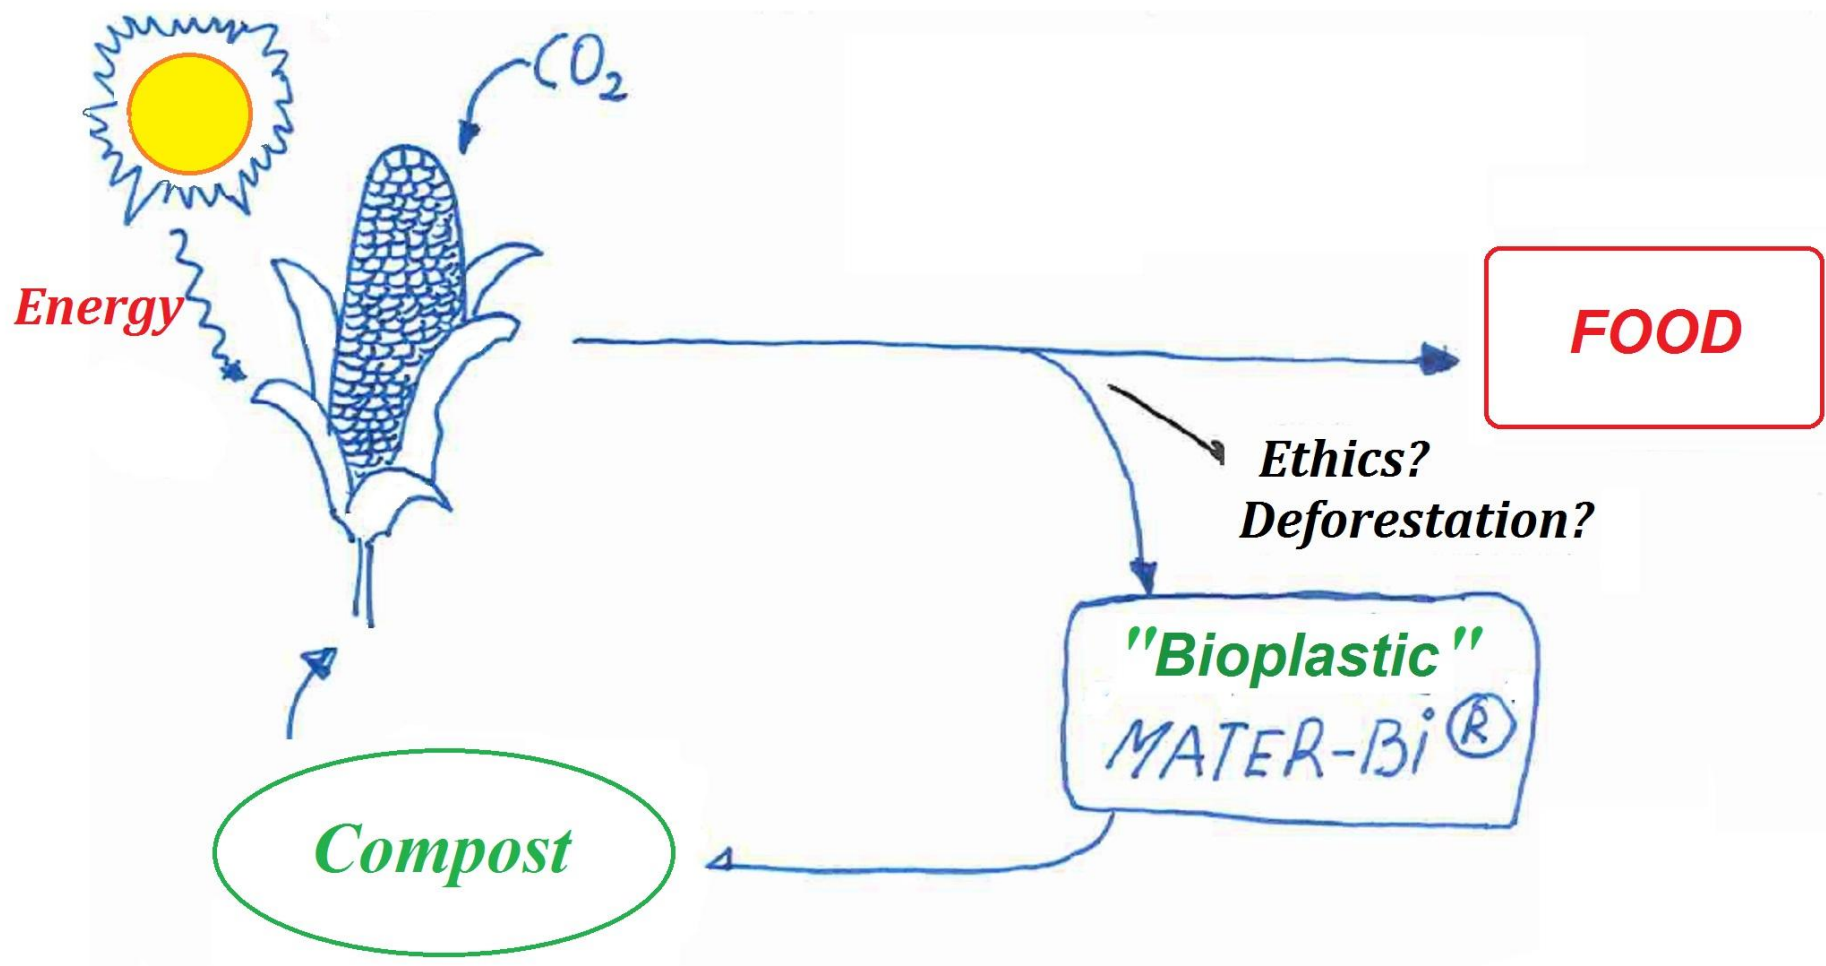 CO₂
Energy
FOOD
Ethics?
Deforestation?
"Bioplastic"
MATER-Bi®
Compost